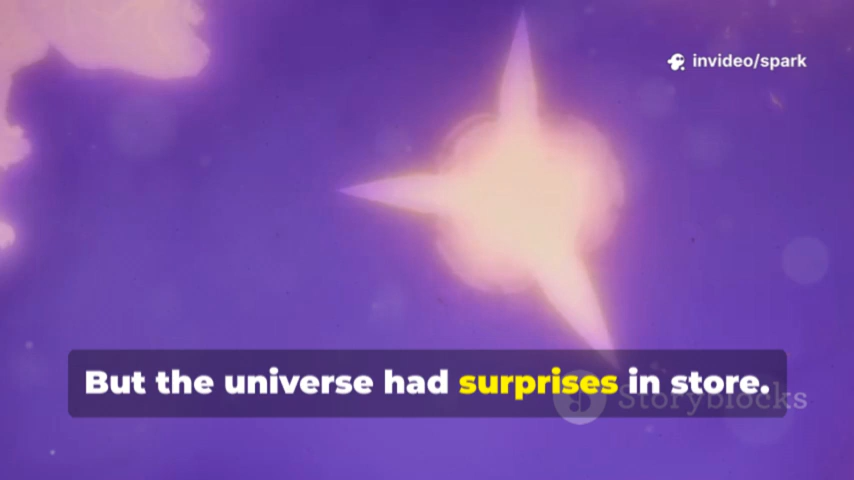 invideo/spark
But the universe had surprises in store.
Storyblocks